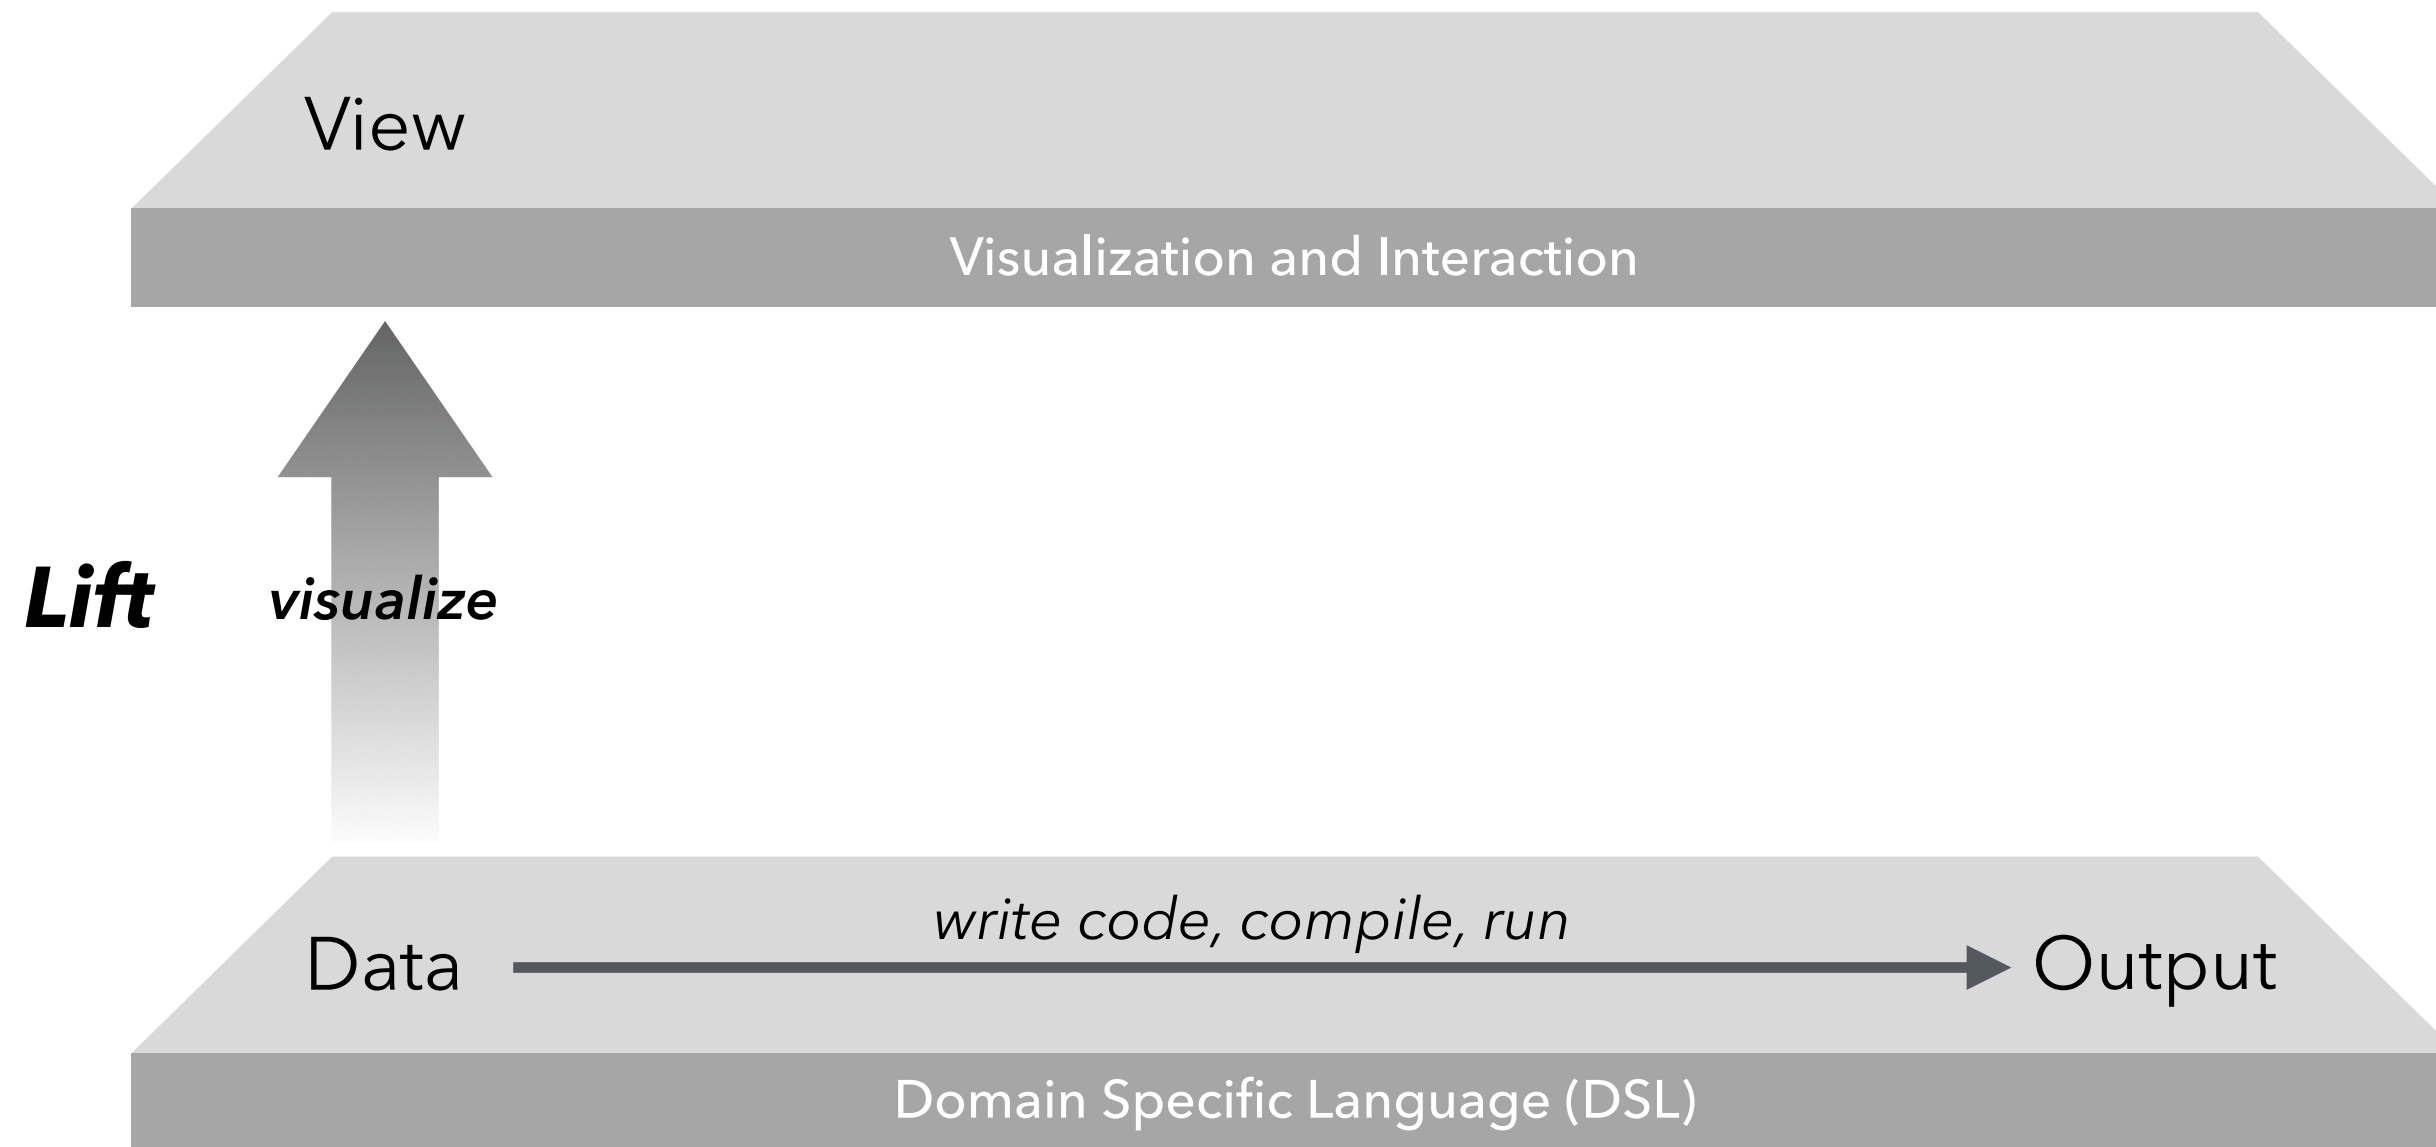 View
Visualization and Interaction
Lift
visualize
write code, compile, run
Data
Output
Domain Specific Language (DSL)